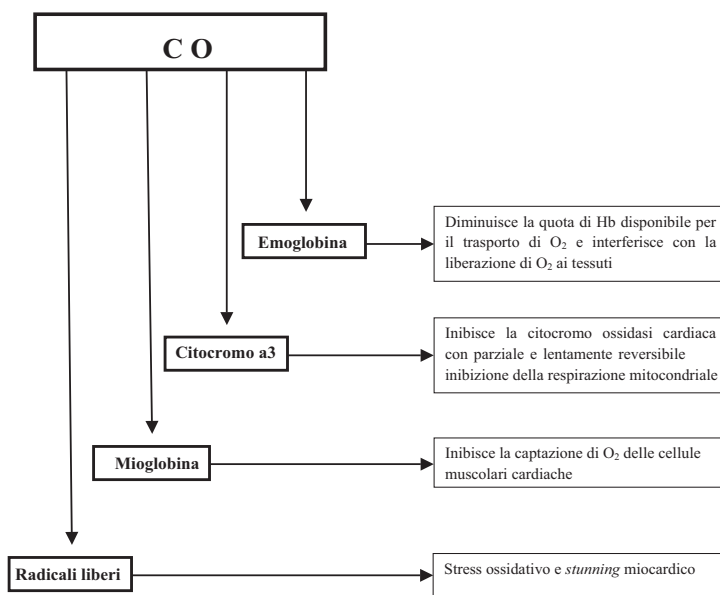 C O
Emoglobina
Diminuisce la quota di Hb disponibile per
il trasporto di O₂ e interferisce con la
liberazione di O₂ ai tessuti
Citocromo a3
Inibisce la citocromo ossidasi cardiaca
con parziale e lentamente reversibile
inibizione della respirazione mitocondriale
Mioglobina
Inibisce la captazione di O₂ delle cellule
muscolari cardiache
Radicali liberi
Stress ossidativo e stunning miocardico